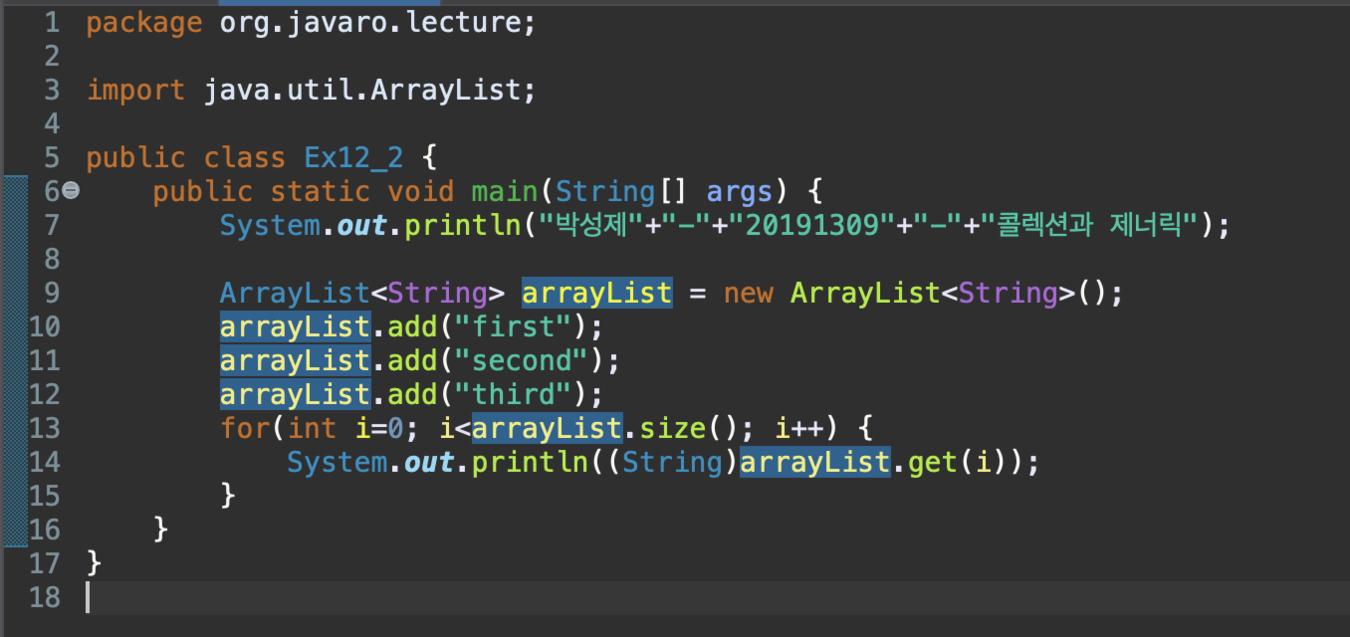 1 package org.javaro.lecture;
2
3 import java.util.ArrayList;
4
5 public class Ex12_2 {
6 public static void main(String[] args) {
7 System.out.println("박성제"+"-"+"20191309"+"-"+"콜렉션과 제너릭");
8
9 ArrayList<String> arrayList = new ArrayList<String>();
10 arrayList.add("first");
11 arrayList.add("second");
12 arrayList.add("third");
13 for(int i=0; i<arrayList.size(); i++) {
14 System.out.println((String)arrayList.get(i));
15 }
16 }
17 }
18